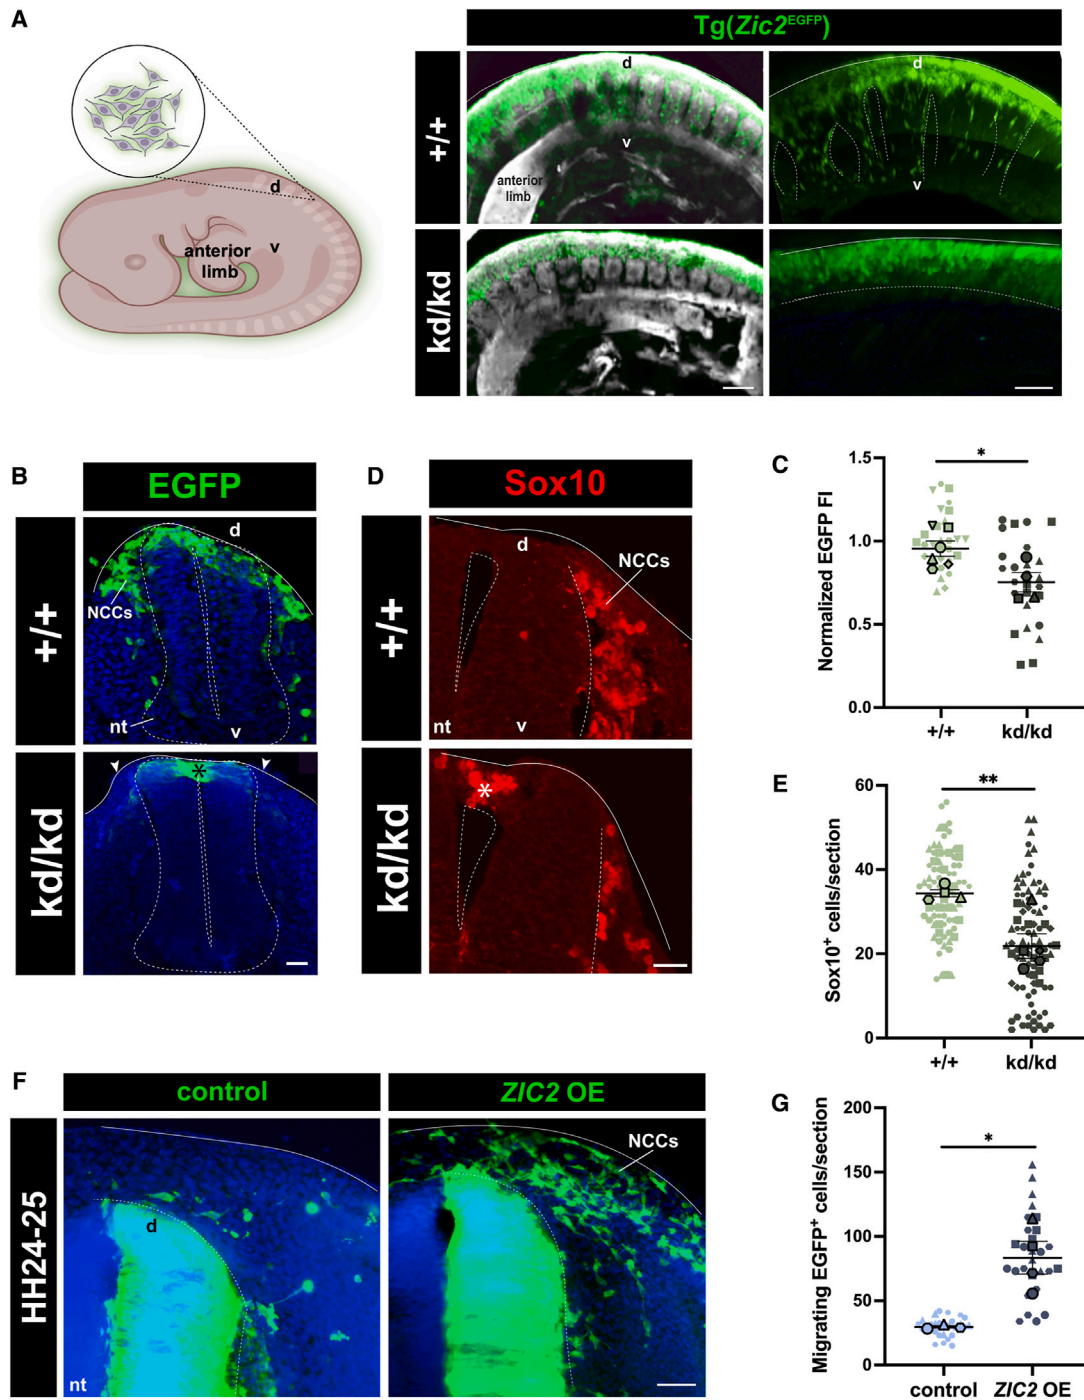 A
d
v
anterior
limb
Tg(Zic2EGFP)
+/+
d
v
anterior
limb
d
v
kd/kd
B
EGFP
+/+
d
NCCs
nt
v
kd/kd
*
D
Sox10
+/+
d
NCCs
nt
v
kd/kd
*
C
Normalized EGFP FI
1.5
1.0
0.5
0.0
*
+/+
kd/kd
E
Sox10+ cells/section
60
40
20
0
**
+/+
kd/kd
F
control
ZIC2 OE
HH24-25
d
nt
NCCs
G
Migrating EGFP+ cells/section
200
150
100
50
0
*
control
ZIC2 OE